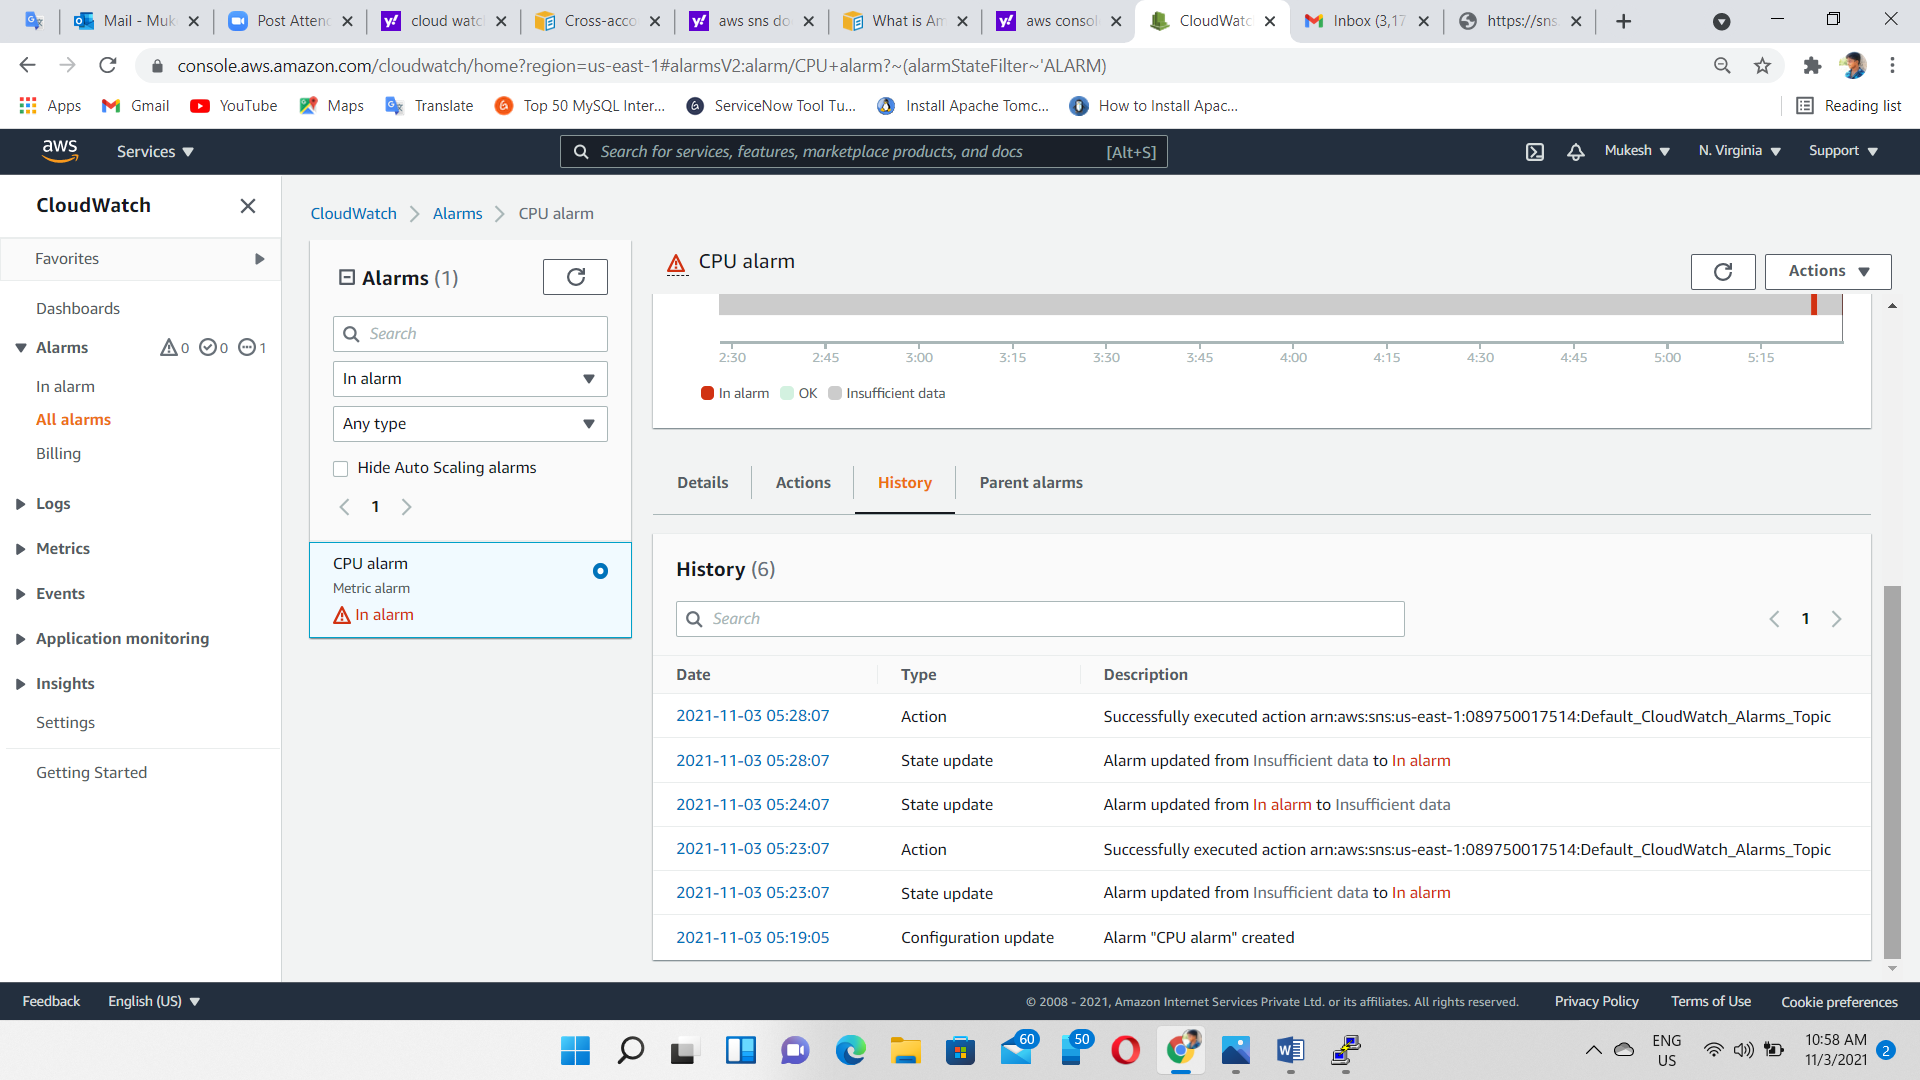 Mail - Muk
Post Atten
cloud watc
Cross-acco
aws sns do
What is Am
aws consol
CloudWatc
Inbox (3,17
https://sns.
console.aws.amazon.com/cloudwatch/home?region=us-east-1#alarmsV2:alarm/CPU+alarm?~(alarmStateFilter~'ALARM)
Apps
Gmail
YouTube
Maps
Translate
Top 50 MySQL Inter...
ServiceNow Tool Tu...
Install Apache Tomc...
How to Install Apac...
Reading list
aws
Services
Search for services, features, marketplace products, and docs
[Alt+S]
Mukesh
N. Virginia
Support
CloudWatch
Favorites
Dashboards
Alarms
0
0
1
In alarm
All alarms
Billing
Logs
Metrics
Events
Application monitoring
Insights
Settings
Getting Started
CloudWatch
Alarms
CPU alarm
Alarms (1)
Search
In alarm
Any type
Hide Auto Scaling alarms
1
CPU alarm
Metric alarm
In alarm
CPU alarm
Actions
2:30
2:45
3:00
3:15
3:30
3:45
4:00
4:15
4:30
4:45
5:00
5:15
In alarm
OK
Insufficient data
Details
Actions
History
Parent alarms
History (6)
Search
1
Date
Type
Description
2021-11-03 05:28:07
Action
Successfully executed action arn:aws:sns:us-east-1:089750017514:Default_CloudWatch_Alarms_Topic
2021-11-03 05:28:07
State update
Alarm updated from Insufficient data to In alarm
2021-11-03 05:24:07
State update
Alarm updated from In alarm to Insufficient data
2021-11-03 05:23:07
Action
Successfully executed action arn:aws:sns:us-east-1:089750017514:Default_CloudWatch_Alarms_Topic
2021-11-03 05:23:07
State update
Alarm updated from Insufficient data to In alarm
2021-11-03 05:19:05
Configuration update
Alarm "CPU alarm" created
Feedback
English (US)
© 2008 - 2021, Amazon Internet Services Private Ltd. or its affiliates. All rights reserved.
Privacy Policy
Terms of Use
Cookie preferences
60
50
ENG
US
10:58 AM
11/3/2021
2